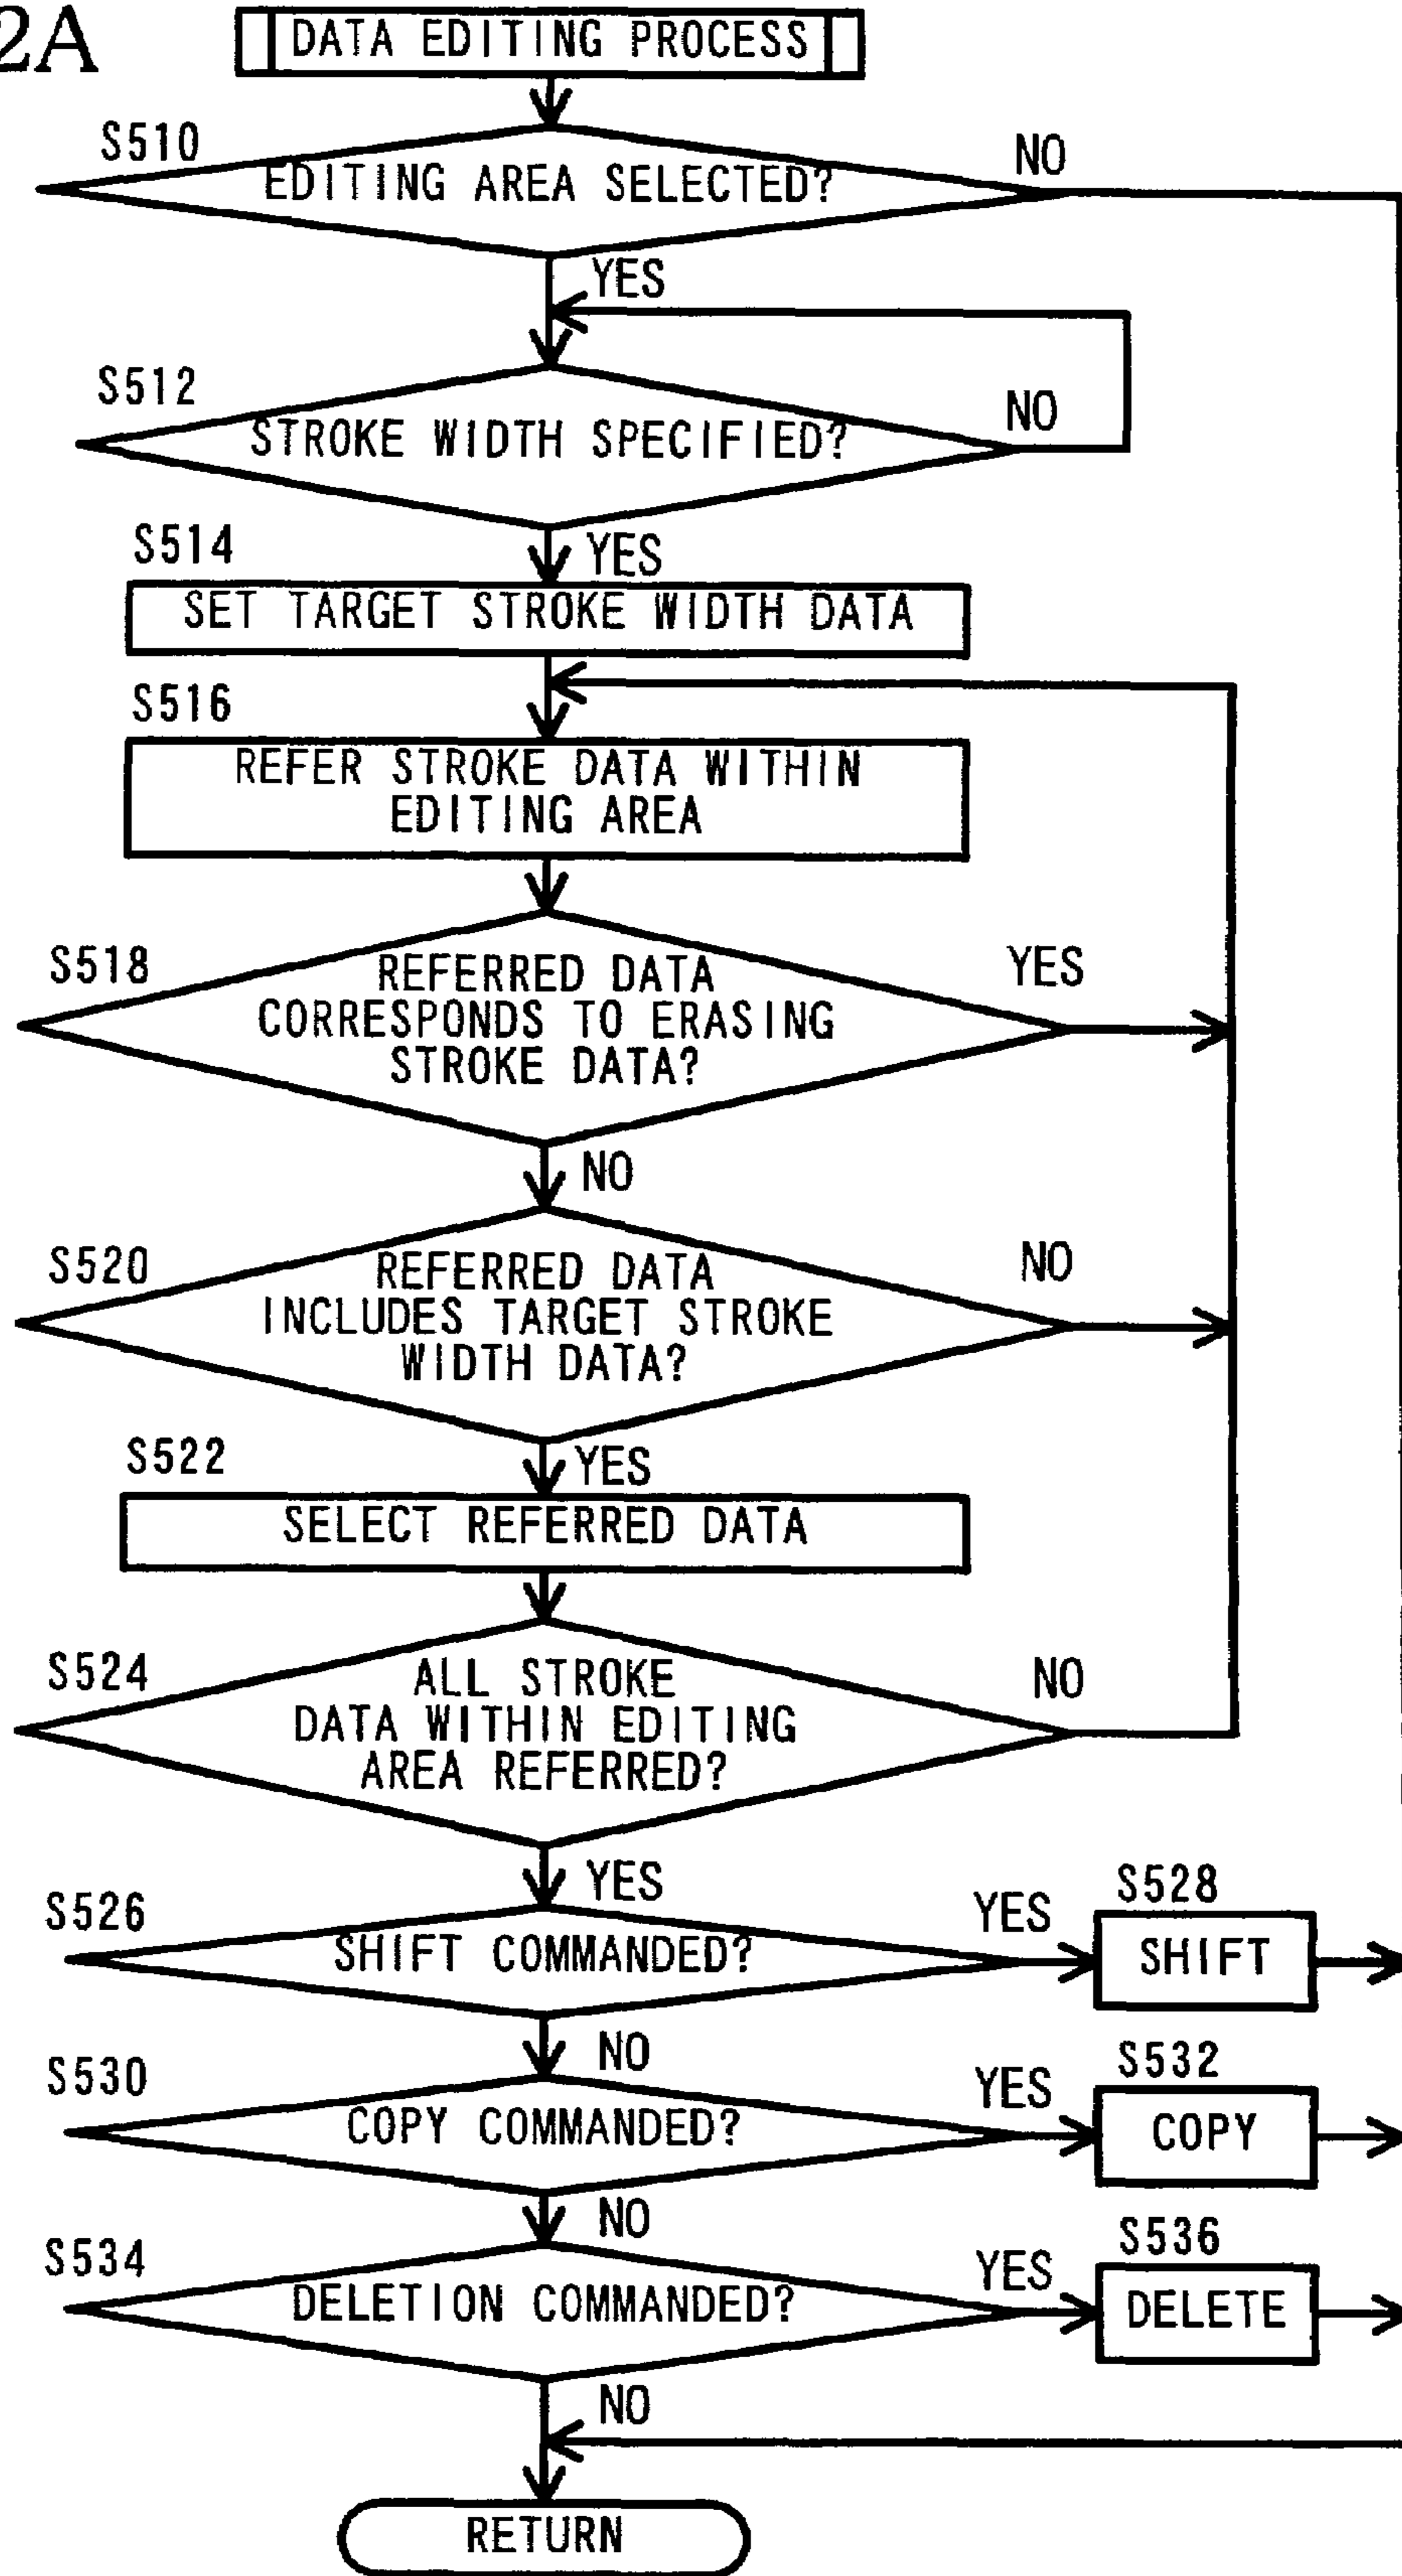 2A
DATA EDITING PROCESS
S510
EDITING AREA SELECTED?
NO
YES
S512
STROKE WIDTH SPECIFIED?
NO
YES
S514
SET TARGET STROKE WIDTH DATA
S516
REFER STROKE DATA WITHIN
EDITING AREA
S518
REFERRED DATA
CORRESPONDS TO ERASING
STROKE DATA?
YES
NO
S520
REFERRED DATA
INCLUDES TARGET STROKE
WIDTH DATA?
NO
YES
S522
SELECT REFERRED DATA
S524
ALL STROKE
DATA WITHIN EDITING
AREA REFERRED?
NO
YES
S526
SHIFT COMMANDED?
YES
S528
SHIFT
NO
S530
COPY COMMANDED?
YES
S532
COPY
NO
S534
DELETION COMMANDED?
YES
S536
DELETE
NO
RETURN